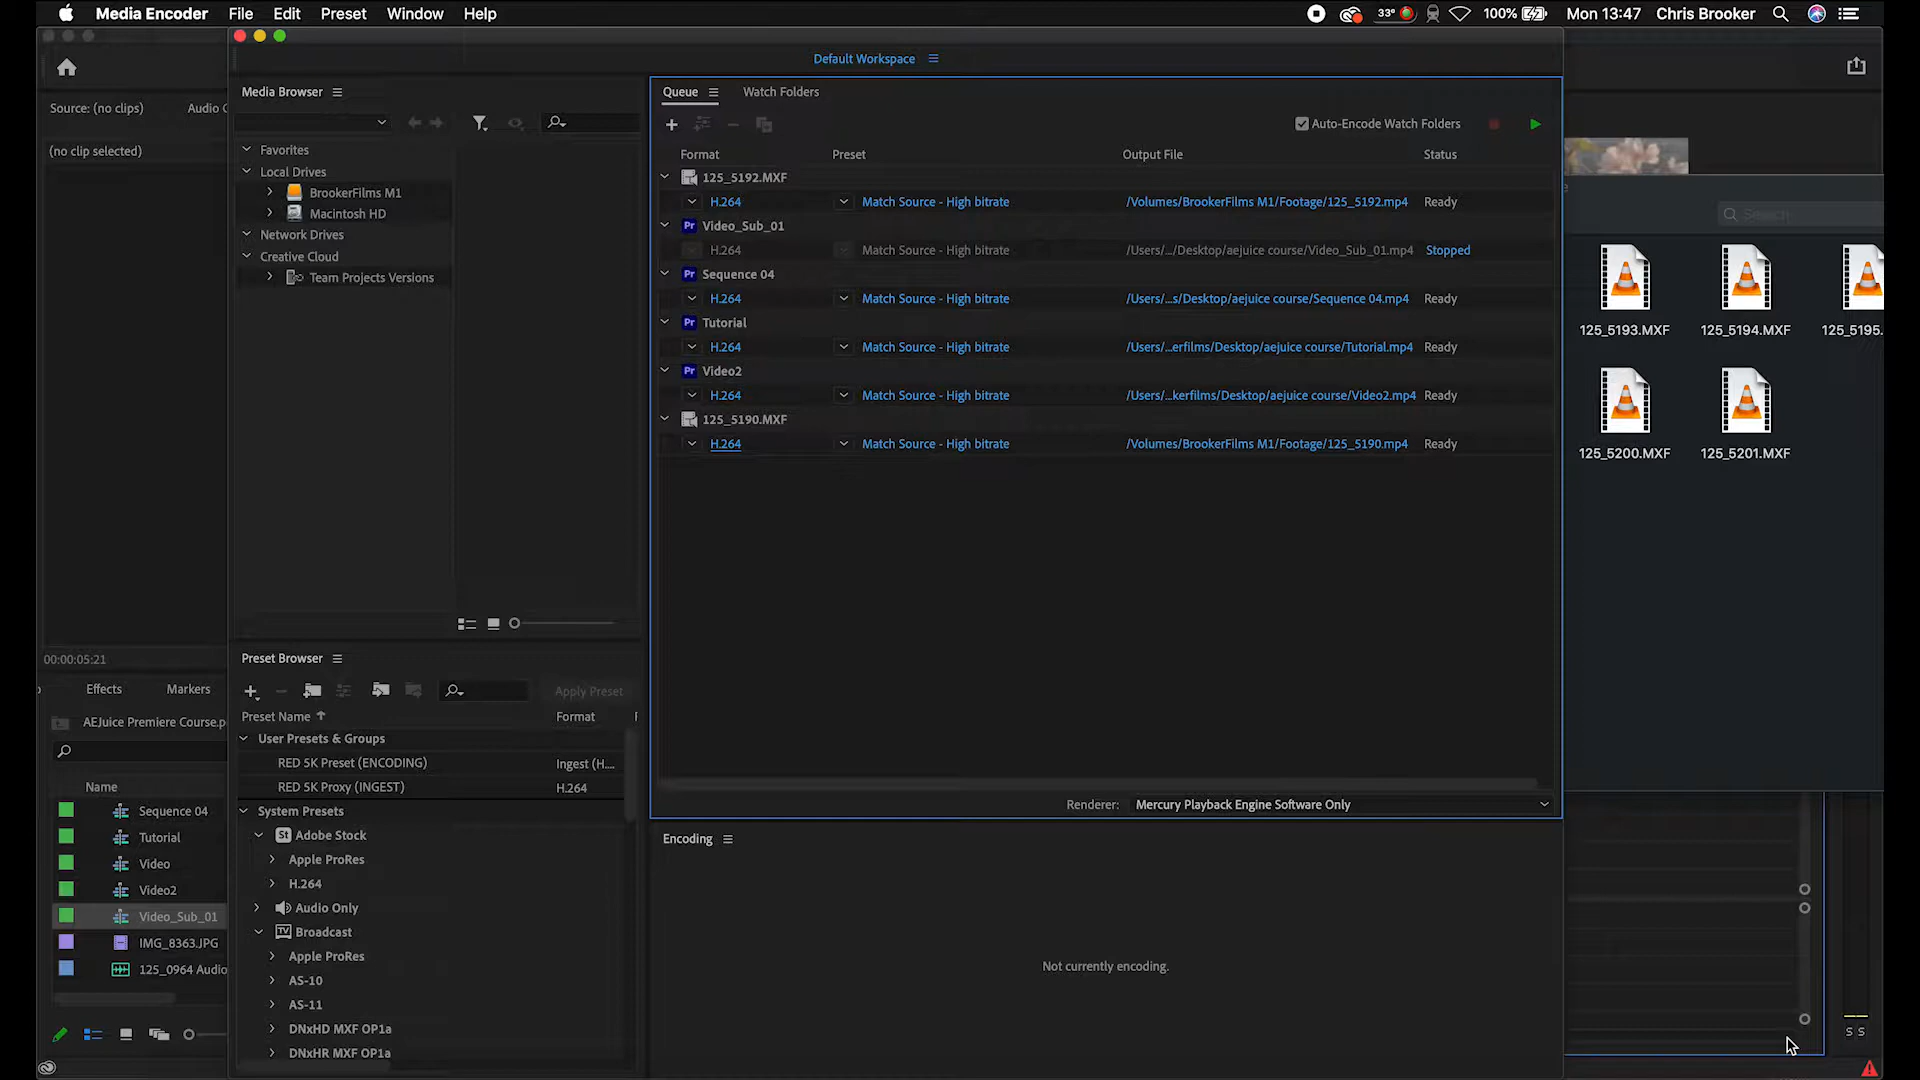 Media Encoder File Edit Preset Window Help 33° 100% Mon 13:47 Chris Brooker
Default Workspace
Source: (no clips)
(no clip selected)
Media Browser
Favorites
Local Drives
BrookerFilms M1
Macintosh HD
Network Drives
Creative Cloud
Team Projects Versions
Queue Watch Folders
Auto-Encode Watch Folders
Format Preset Output File Status
125_5192.MXF
H.264 Match Source - High bitrate /Volumes/BrookerFilms M1/Footage/125_5192.mp4 Ready
Pr Video_Sub_01
H.264 Match Source - High bitrate /Users/.../Desktop/aejuice course/Video_Sub_01.mp4 Stopped
Pr Sequence 04
H.264 Match Source - High bitrate /Users/...s/Desktop/aejuice course/Sequence 04.mp4 Ready
Pr Tutorial
H.264 Match Source - High bitrate /Users/...erfilms/Desktop/aejuice course/Tutorial.mp4 Ready
Pr Video2
H.264 Match Source - High bitrate /Users/...kerfilms/Desktop/aejuice course/Video2.mp4 Ready
125_5190.MXF
H.264 Match Source - High bitrate /Volumes/BrookerFilms M1/Footage/125_5190.mp4 Ready
Renderer: Mercury Playback Engine Software Only
Encoding
Not currently encoding.
Search
125_5193.MXF 125_5194.MXF 125_5195.
125_5200.MXF 125_5201.MXF
Preset Browser
Apply Preset
Preset Name Format
User Presets & Groups
RED 5K Preset (ENCODING) Ingest (H....
RED 5K Proxy (INGEST) H.264
System Presets
St Adobe Stock
Apple ProRes
H.264
Audio Only
TV Broadcast
Apple ProRes
AS-10
AS-11
DNxHD MXF OP1a
DNxHR MXF OP1a
00:00:05:21
Effects Markers
AEJuice Premiere Course.p
Name
Sequence 04
Tutorial
Video
Video2
Video_Sub_01
IMG_8363.JPG
125_0964 Audio
S S